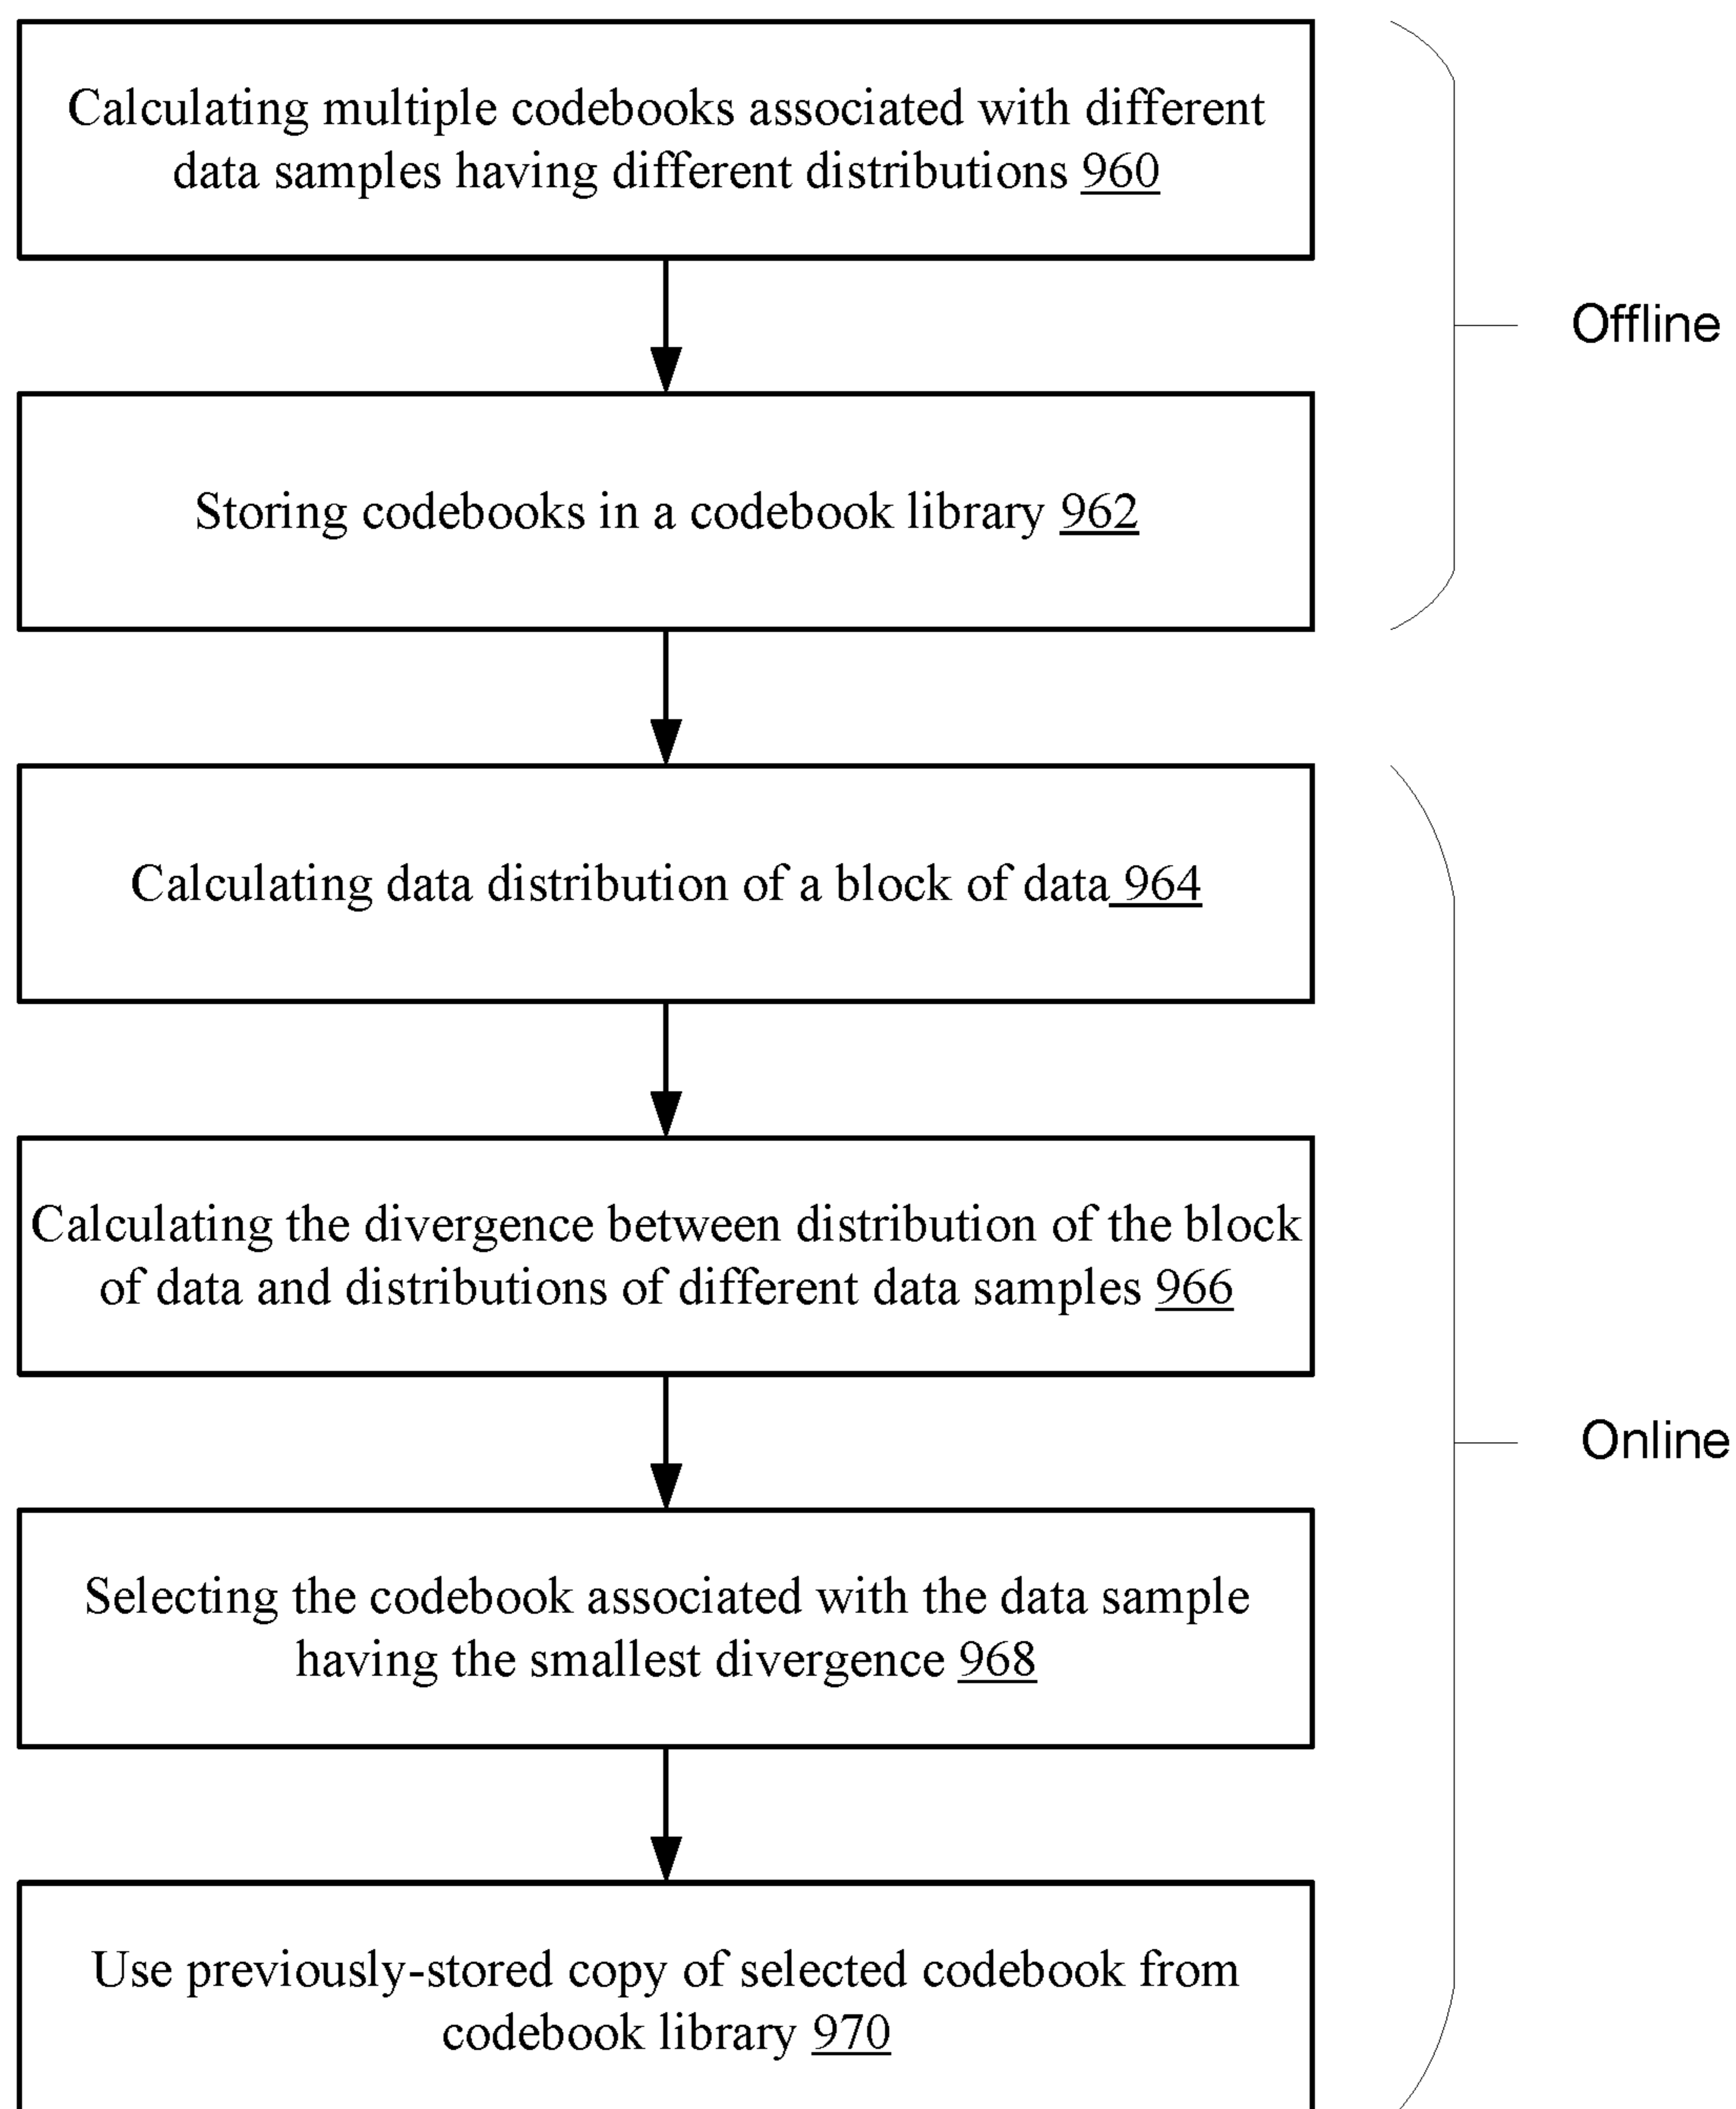 Calculating multiple codebooks associated with different
data samples having different distributions 960
Offline
Storing codebooks in a codebook library 962
Calculating data distribution of a block of data 964
Calculating the divergence between distribution of the block
of data and distributions of different data samples 966
Online
Selecting the codebook associated with the data sample
having the smallest divergence 968
Use previously-stored copy of selected codebook from
codebook library 970